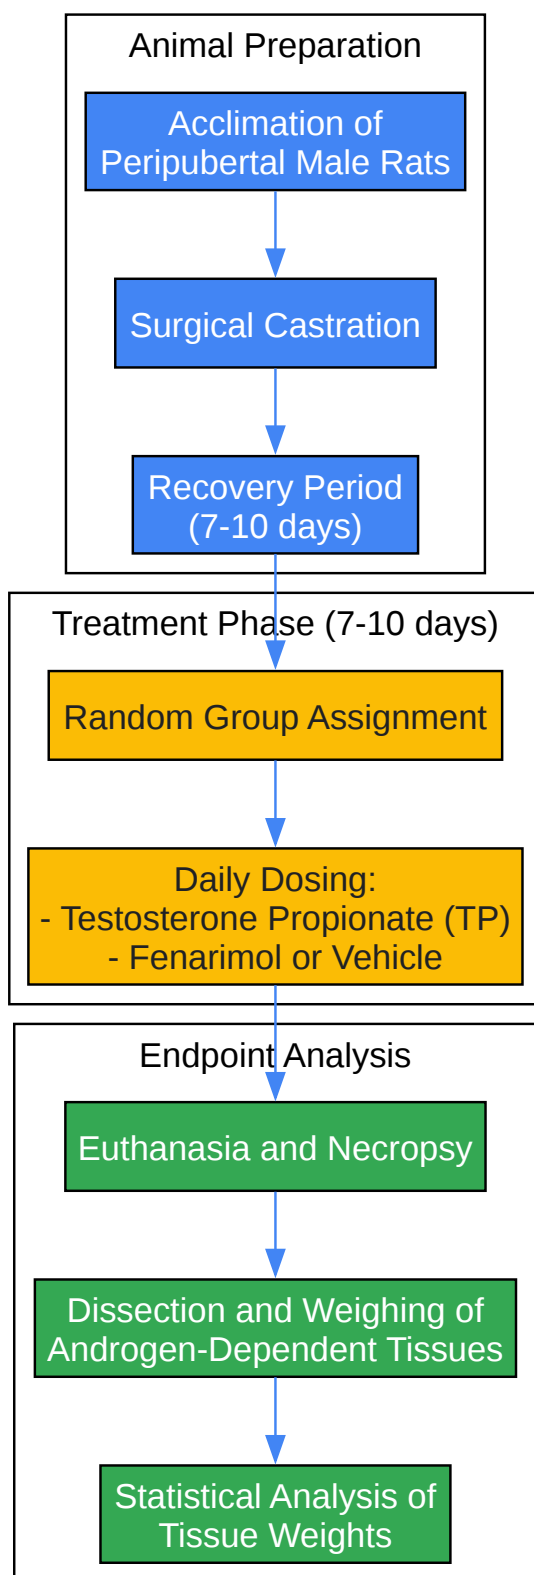 Animal Preparation
Acclimation of
Peripubertal Male Rats
Surgical Castration
Recovery Period
(7-10 days)
Treatment Phase (7-10 days)
Random Group Assignment
Daily Dosing:
- Testosterone Propionate (TP)
- Fenarimol or Vehicle
Endpoint Analysis
Euthanasia and Necropsy
Dissection and Weighing of
Androgen-Dependent Tissues
Statistical Analysis of
Tissue Weights